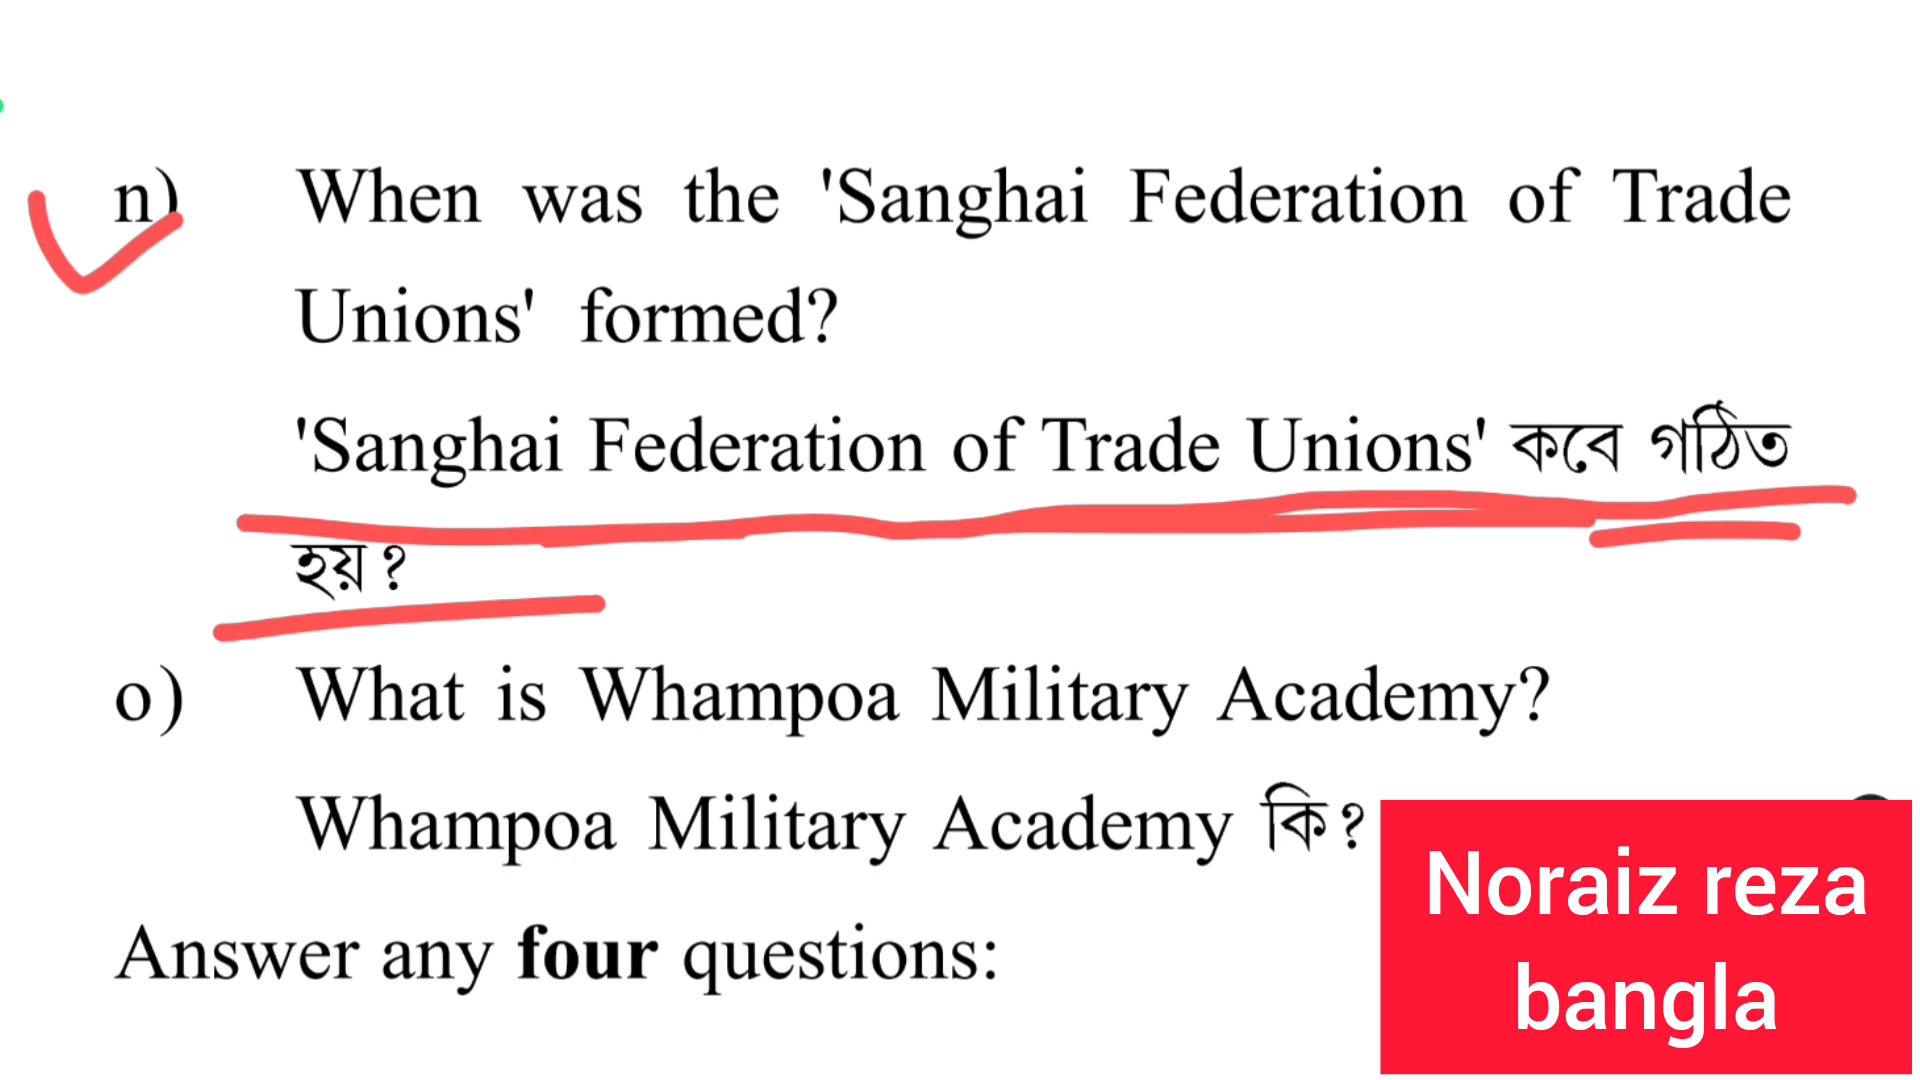 n) When was the 'Sanghai Federation of Trade
Unions' formed?
'Sanghai Federation of Trade Unions' কবে গঠিত
হয়?
o) What is Whampoa Military Academy?
Whampoa Military Academy কি?
Answer any four questions:
Noraiz reza
bangla